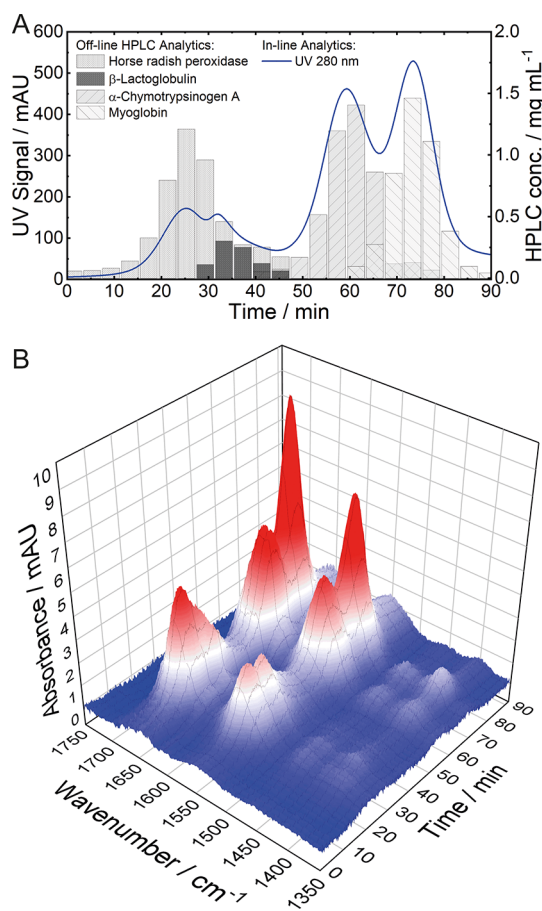 A
Off-line HPLC Analytics:
Horse radish peroxidase
β-Lactoglobulin
α-Chymotrypsinogen A
Myoglobin
In-line Analytics:
UV 280 nm
UV Signal / mAU
600
500
400
300
200
100
0
HPLC conc. / mg mL⁻¹
2.0
1.5
1.0
0.5
0.0
0 10 20 30 40 50 60 70 80 90
Time / min
B
Absorbance / mAU
10
9
8
7
6
5
4
3
2
1
0
1750
1700
1650
1600
1550
1500
1450
1400
1350
Wavenumber / cm⁻¹
0
10
20
30
40
50
60
70
80
90
Time / min